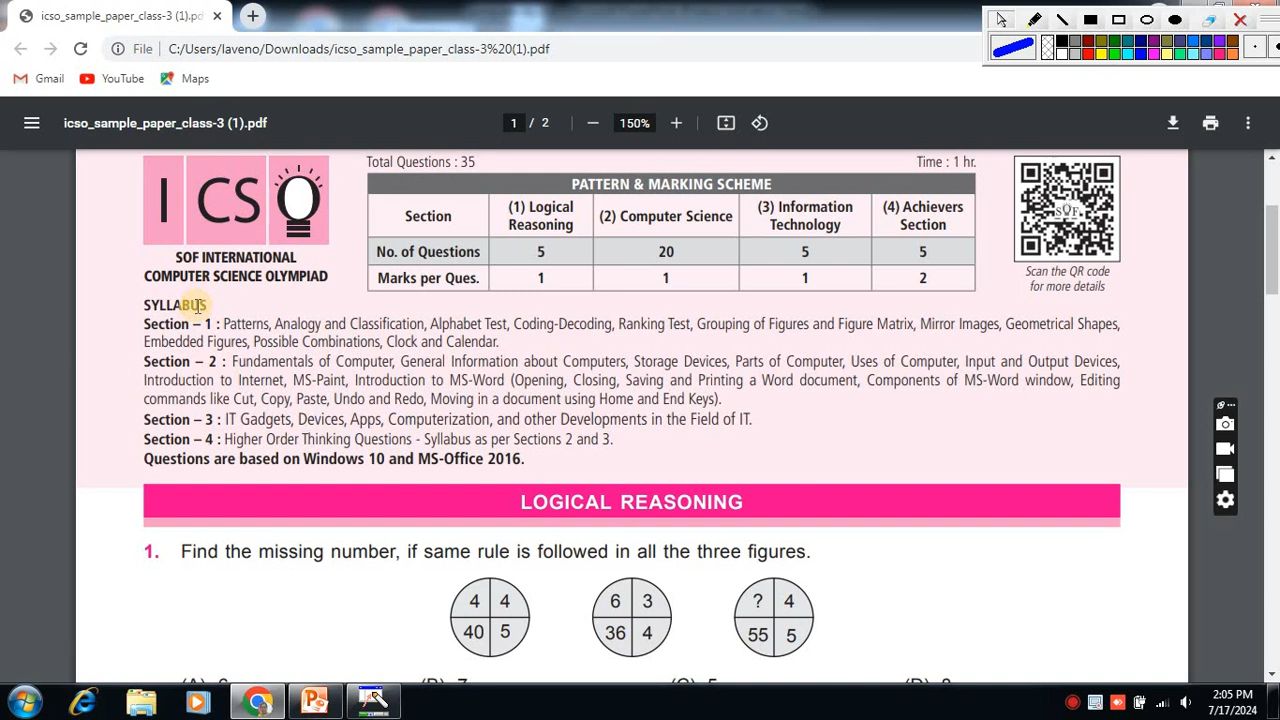 icso_sample_paper_class-3 (1).pd
File C:/Users/laveno/Downloads/icso_sample_paper_class-3%20(1).pdf
Gmail YouTube Maps
icso_sample_paper_class-3 (1).pdf 1 / 2 150%
Total Questions : 35 Time : 1 hr.
ICS
SOF INTERNATIONAL
COMPUTER SCIENCE OLYMPIAD
PATTERN & MARKING SCHEME
Section (1) Logical Reasoning (2) Computer Science (3) Information Technology (4) Achievers Section
No. of Questions 5 20 5 5
Marks per Ques. 1 1 1 2
SOF
Scan the QR code
for more details
SYLLABUS
Section – 1 : Patterns, Analogy and Classification, Alphabet Test, Coding-Decoding, Ranking Test, Grouping of Figures and Figure Matrix, Mirror Images, Geometrical Shapes,
Embedded Figures, Possible Combinations, Clock and Calendar.
Section – 2 : Fundamentals of Computer, General Information about Computers, Storage Devices, Parts of Computer, Uses of Computer, Input and Output Devices,
Introduction to Internet, MS-Paint, Introduction to MS-Word (Opening, Closing, Saving and Printing a Word document, Components of MS-Word window, Editing
commands like Cut, Copy, Paste, Undo and Redo, Moving in a document using Home and End Keys).
Section – 3 : IT Gadgets, Devices, Apps, Computerization, and other Developments in the Field of IT.
Section – 4 : Higher Order Thinking Questions - Syllabus as per Sections 2 and 3.
Questions are based on Windows 10 and MS-Office 2016.
LOGICAL REASONING
1. Find the missing number, if same rule is followed in all the three figures.
4 4 6 3 ? 4
40 5 36 4 55 5
2:05 PM
7/17/2024